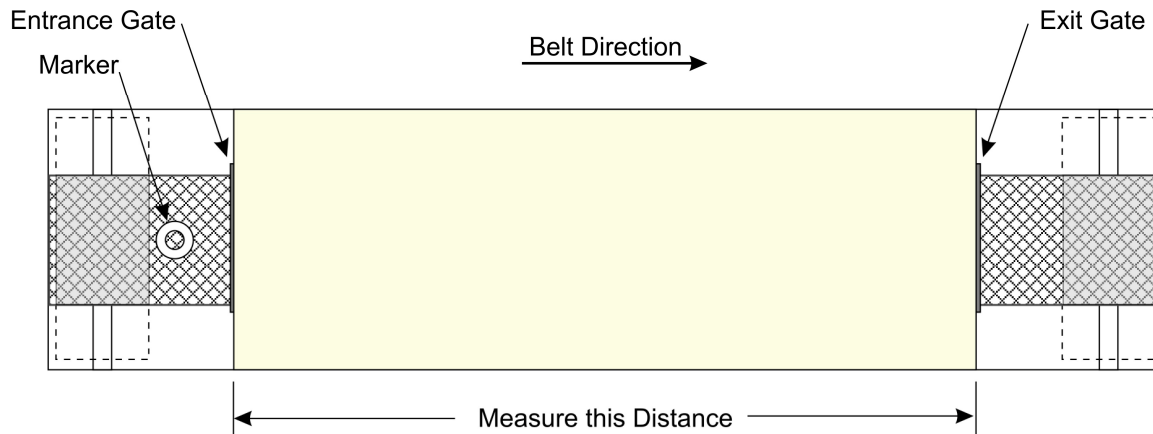 Entrance Gate
Exit Gate
Belt Direction
Marker
Measure this Distance